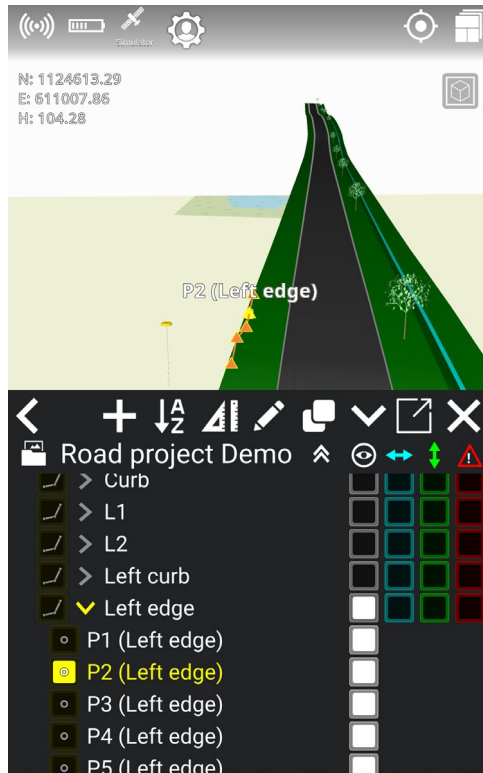 Simulator
N: 1124613.29
E: 611007.86
H: 104.28
P2 (Left edge)
A
Z
Road project Demo
Curb
L1
L2
Left curb
Left edge
P1 (Left edge)
P2 (Left edge)
P3 (Left edge)
P4 (Left edge)
P5 (Left edge)